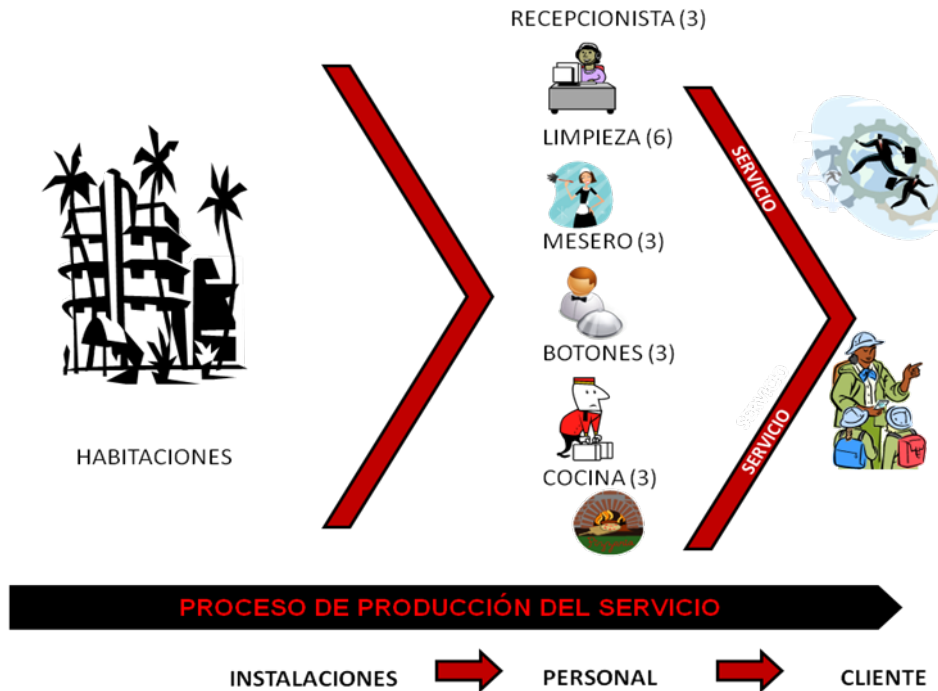 RECEPCIONISTA (3)
LIMPIEZA (6)
MESERO (3)
BOTONES (3)
COCINA (3)
HABITACIONES
SERVICIO
SERVICIO
SERVICIO
PROCESO DE PRODUCCIÓN DEL SERVICIO
INSTALACIONES PERSONAL CLIENTE